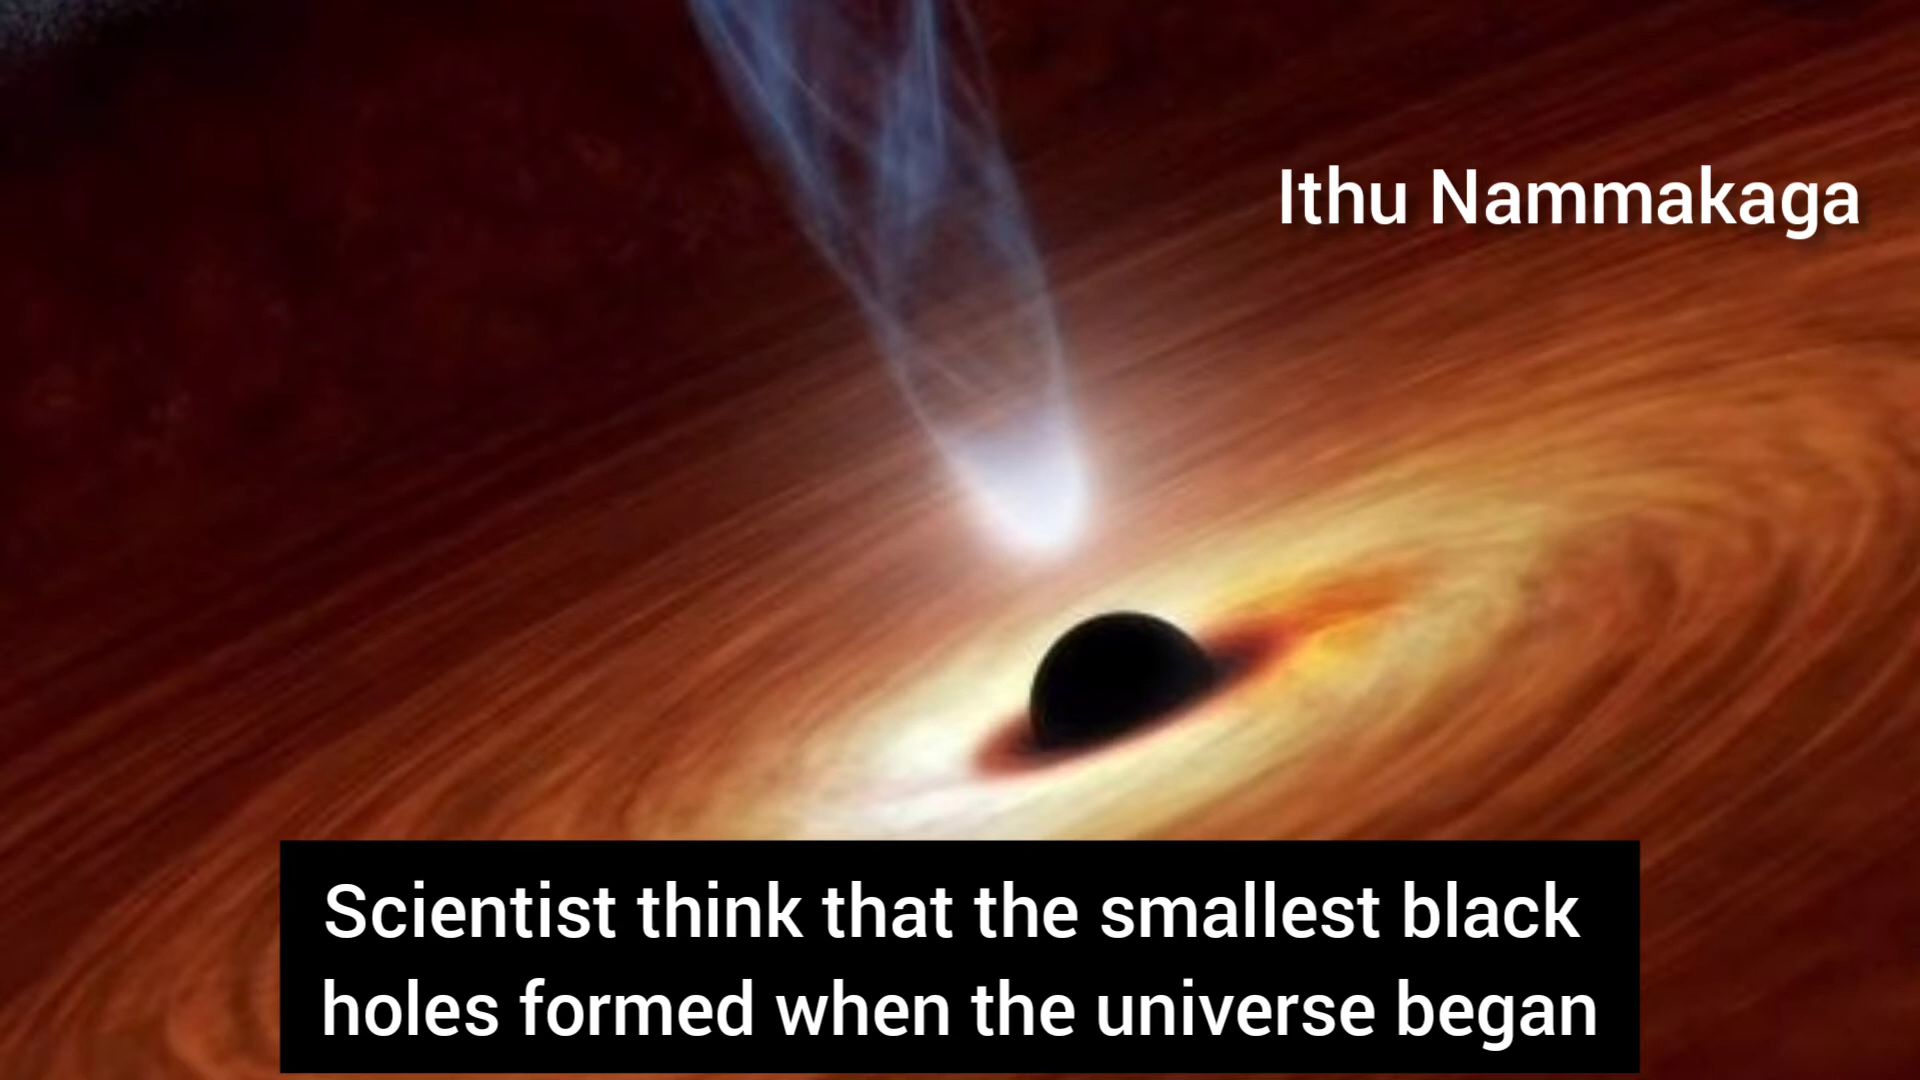 Ithu Nammakaga
Scientist think that the smallest black
holes formed when the universe began